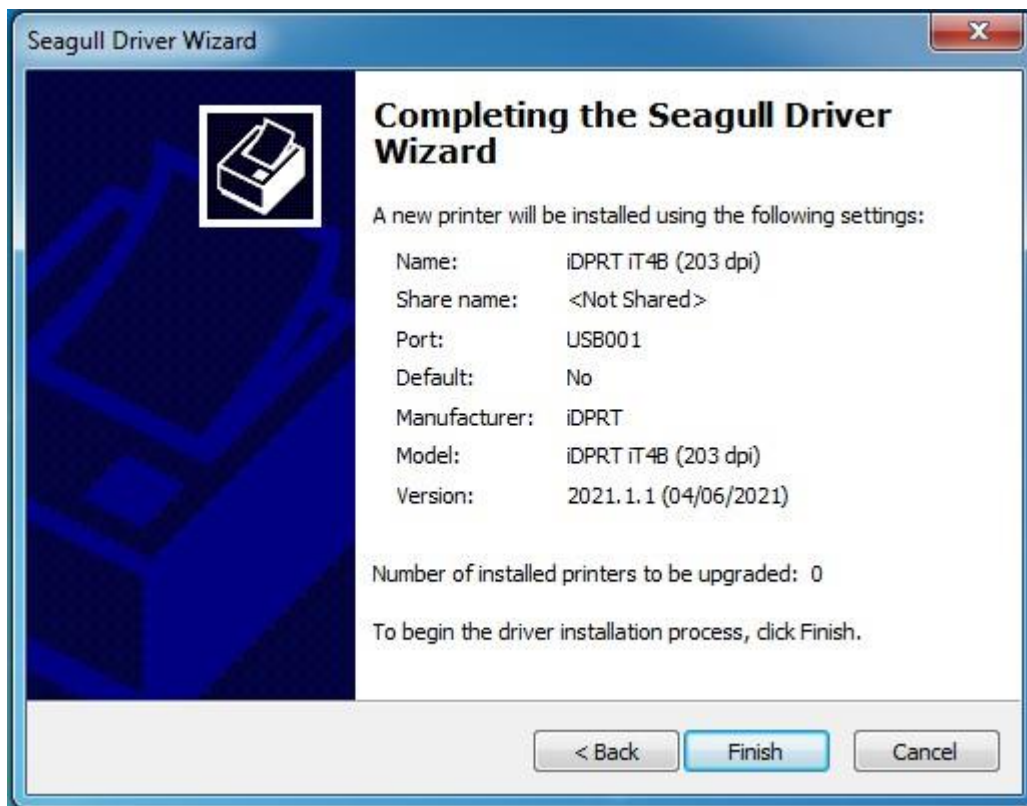 Seagull Driver Wizard
Completing the Seagull Driver
Wizard
A new printer will be installed using the following settings:
Name: iDPRT iT4B (203 dpi)
Share name: <Not Shared>
Port: USB001
Default: No
Manufacturer: iDPRT
Model: iDPRT iT4B (203 dpi)
Version: 2021.1.1 (04/06/2021)
Number of installed printers to be upgraded: 0
To begin the driver installation process, click Finish.
< Back Finish Cancel